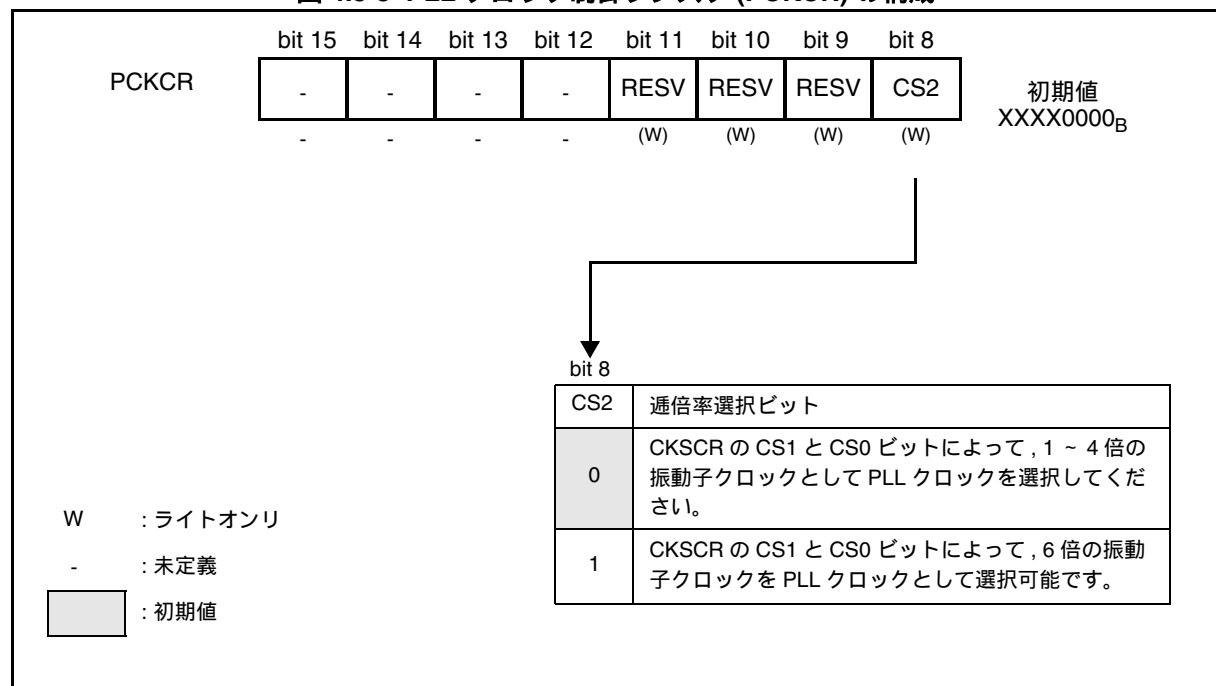 bit 15 bit 14 bit 13 bit 12 bit 11 bit 10 bit 9 bit 8
PCKCR - - - - RESV RESV RESV CS2 初期値
XXXX0000B
- - - - (W) (W) (W) (W)
bit 8
CS2 逓倍率選択ビット
0 CKSCR の CS1 と CS0 ビットによって , 1 ~ 4 倍の
振動子クロックとして PLL クロックを選択してくだ
さい。
1 CKSCR の CS1 と CS0 ビットによって , 6 倍の振動
子クロックを PLL クロックとして選択可能です。
W : ライトオンリ
- : 未定義
: 初期値